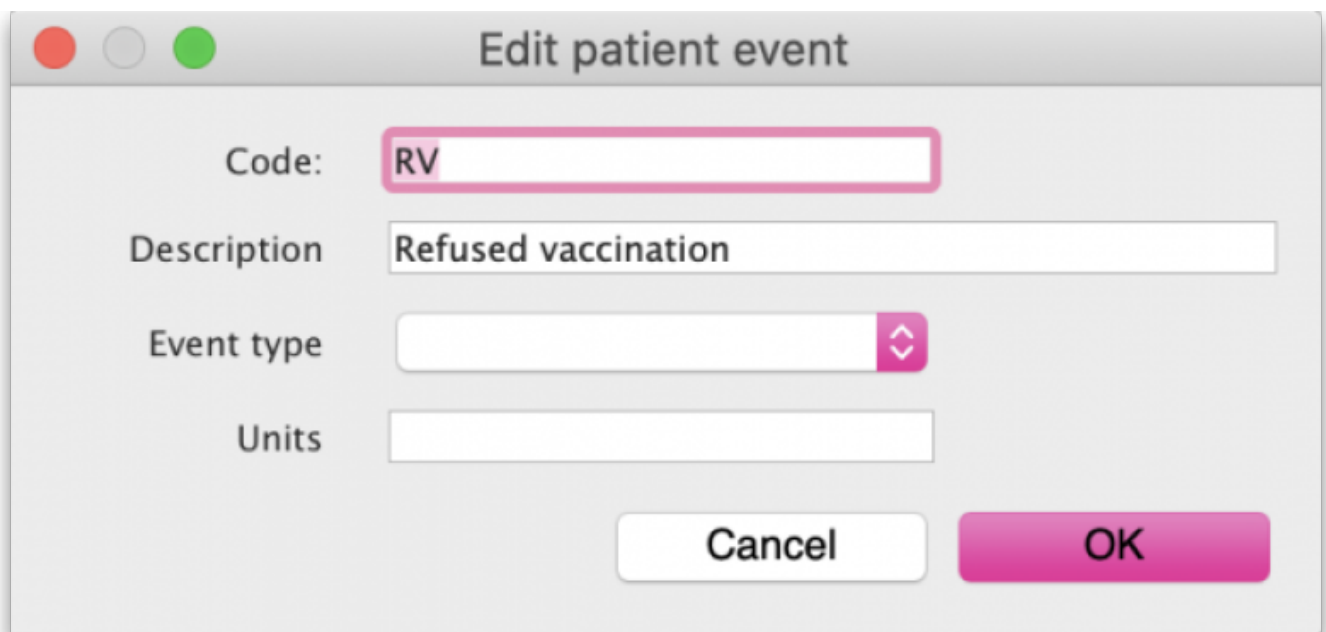 Edit patient event
Code: RV
Description Refused vaccination
Event type
Units
Cancel OK